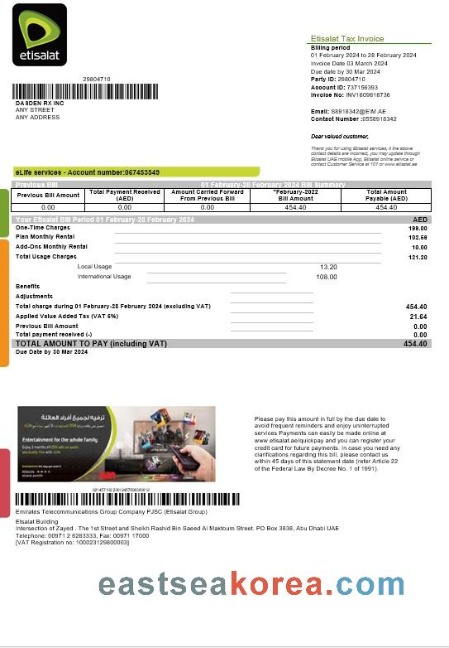 etisalat
Etisalat Tax Invoice
Billing period
01 February 2024 to 28 February 2024
Invoice Date 03 March 2024
Due date by 30 Mar 2024
Party ID: 29804710
Account ID: 737156393
Invoice No: INV1609616736
29804710
DARDEN RX INC
ANY STREET
ANY ADDRESS
Email: S8918342@EIM.AE
Contact Number: 0558918342
Dear valued customer,
Thank you for using Etisalat services, if the above
contact details are incorrect, you may update through
Etisalat UAE mobile App, Etisalat online service or
contact Customer Service at 101 or www.etisalat.ae
eLife services - Account number:067453545
Previous Bill 01 February-28 February 2024 Bill Summary
Previous Bill Amount Total Payment Received (AED) Amount Carried Forward From Previous Bill *February-2022 Bill Amount Total Amount Payable (AED)
0.00 0.00 0.00 454.40 454.40
Your Etisalat Bill Period 01 February-28 February 2024 AED
One-Time Charges 199.00
Plan Monthly Rental
Add-Ons Monthly Rental 10.00
Total Usage Charges 121.20
Local Usage 13.20
International Usage 108.00
Benefits
Adjustments
Total charge during 01 February-28 February 2024 (excluding VAT) 454.40
Applied Value Added Tax (VAT 5%) 21.64
Previous Bill Amount 0.00
Total payment received (-) 0.00
TOTAL AMOUNT TO PAY (including VAT) 454.40
Due Date by 30 Mar 2024
ترفيه لجميع أفراد العائلة
Entertainment for the whole family
Please pay this amount in full by the due date to
avoid frequent reminders and enjoy uninterrupted
services Payments can easily be made online at
www.etisalat.ae/quickpay and you can register your
credit card for future payments. In case you need any
clarifications regarding this bill, please contact us
within 45 days of this statement date (refer Article 22
of the Federal Law By Decree No. 1 of 1991).
Emirates Telecommunications Group Company PJSC (Etisalat Group)
Etisalat Building
Intersection of Zayed . The 1st Street and Sheikh Rashid Bin Saeed Al Maktoum Street. PO Box 3838, Abu Dhabi UAE
Telephone: 00971 2 6283333, Fax: 00971 17000
[VAT Registration no: 100023129800003]
eastseakorea.com